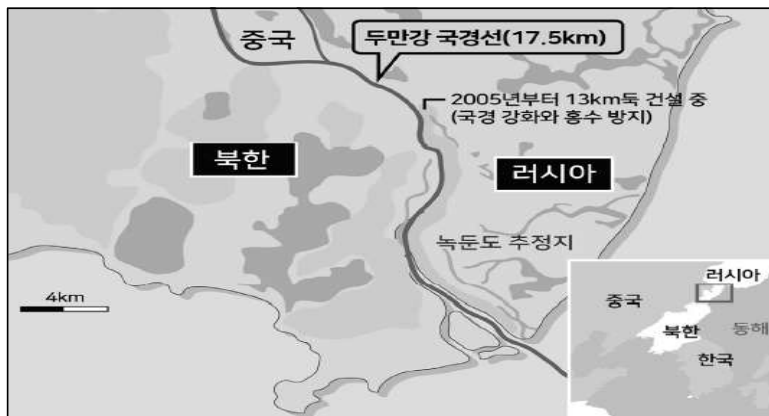 중국
두만강 국경선(17.5km)
2005년부터 13km둑 건설 중
(국경 강화와 홍수 방지)
북한
러시아
녹둔도 추정지
4km
러시아
중국
북한
동해
한국